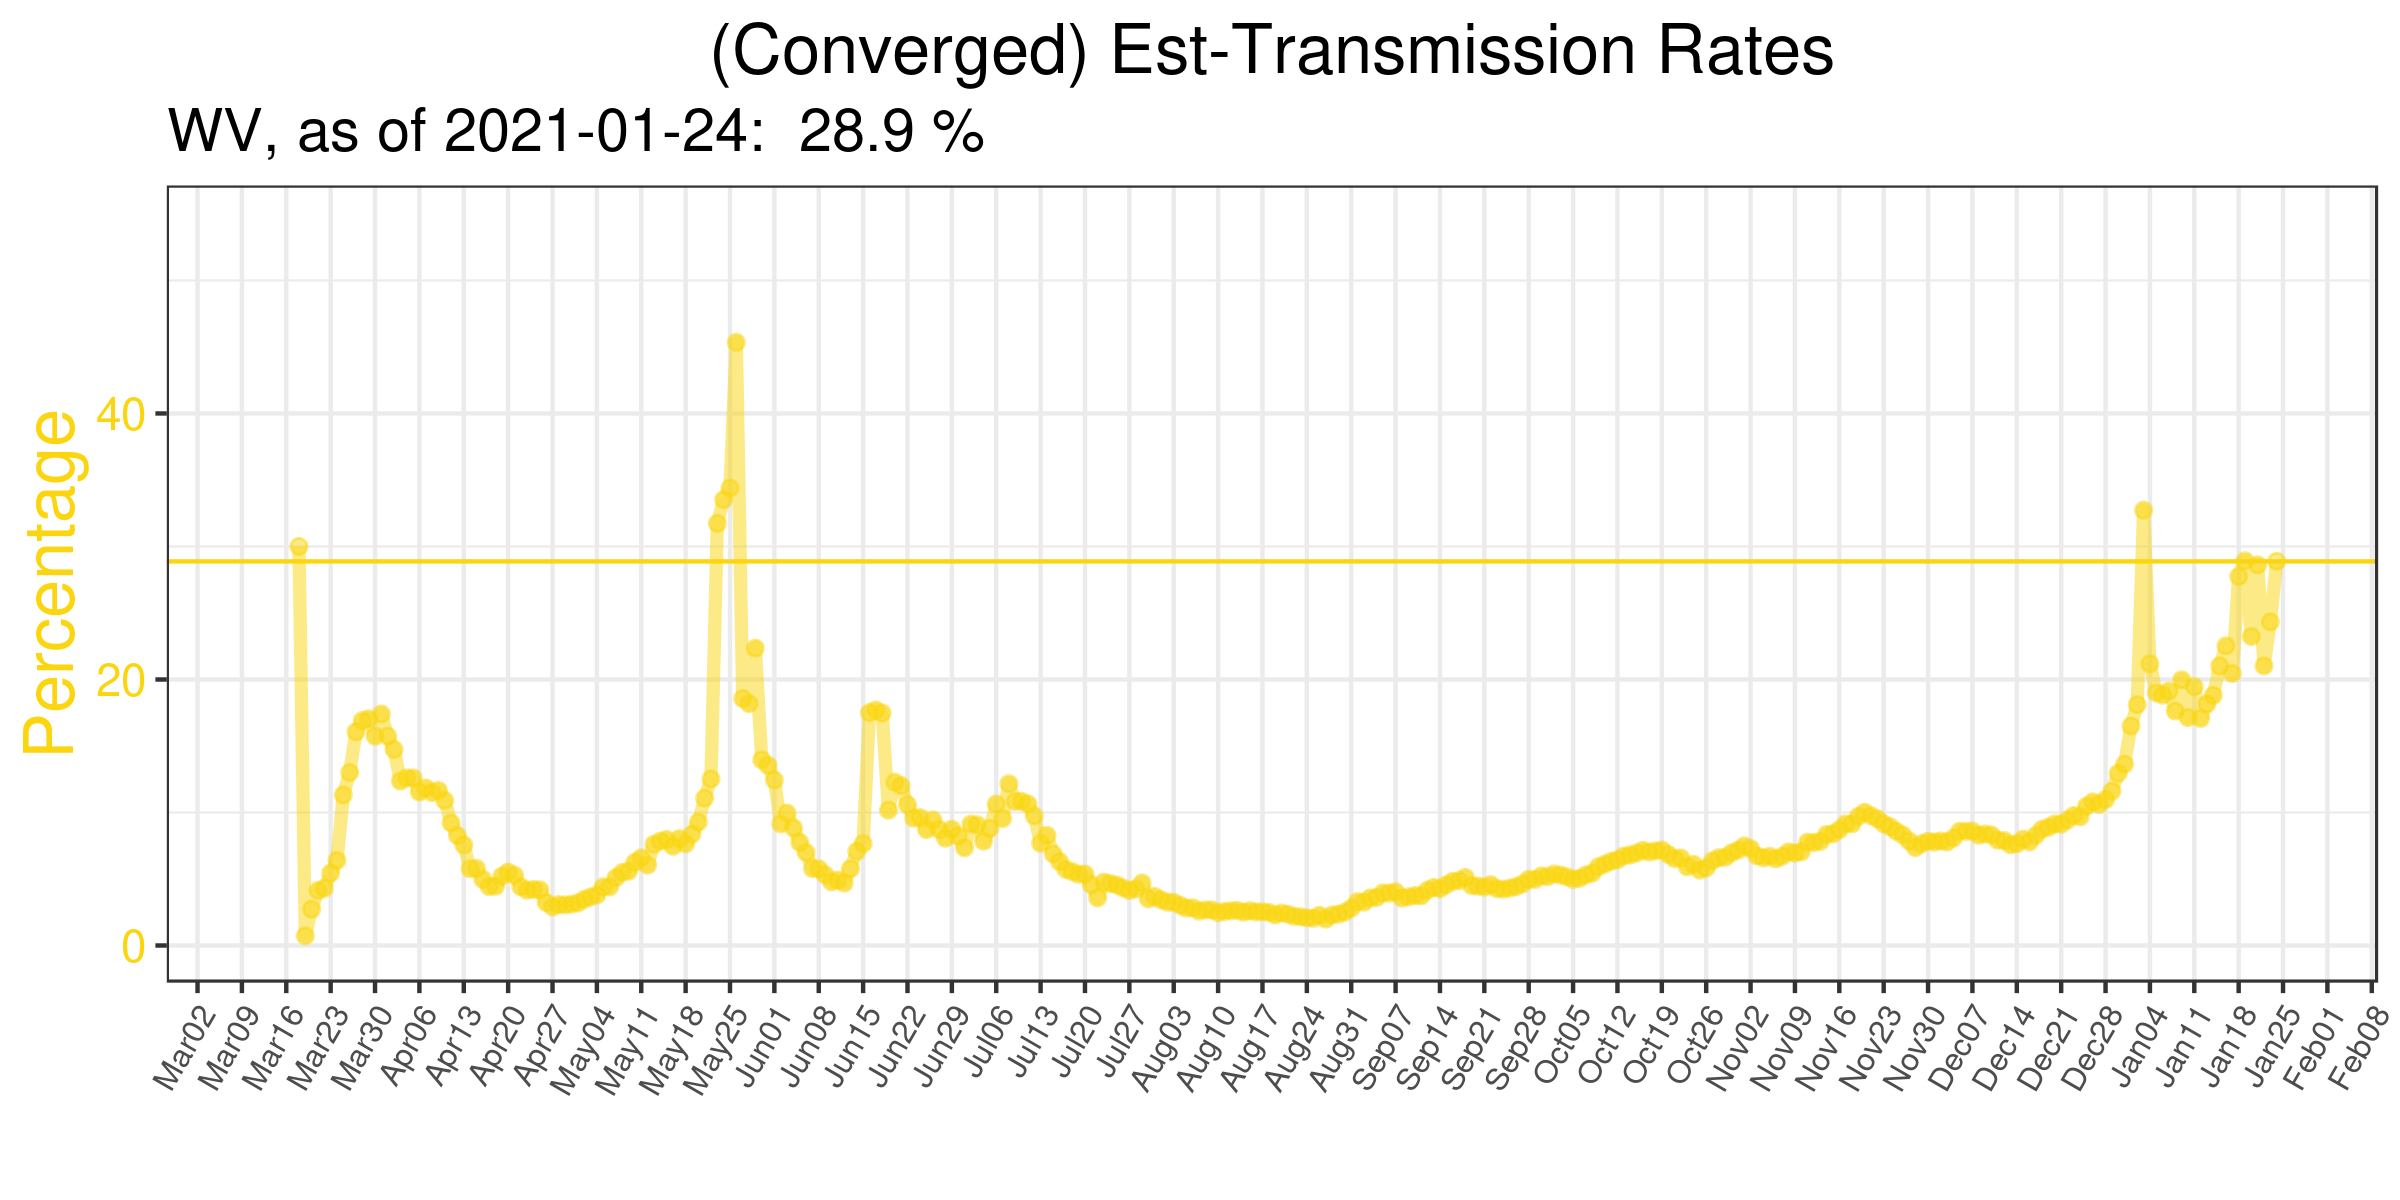 (Converged) Est-Transmission Rates
WV, as of 2021-01-24:  28.9 %
Percentage
40
20
0
Mar02
Mar09
Mar16
Mar23
Mar30
Apr06
Apr13
Apr20
Apr27
May04
May11
May18
May25
Jun01
Jun08
Jun15
Jun22
Jun29
Jul06
Jul13
Jul20
Jul27
Aug03
Aug10
Aug17
Aug24
Aug31
Sep07
Sep14
Sep21
Sep28
Oct05
Oct12
Oct19
Oct26
Nov02
Nov09
Nov16
Nov23
Nov30
Dec07
Dec14
Dec21
Dec28
Jan04
Jan11
Jan18
Jan25
Feb01
Feb08